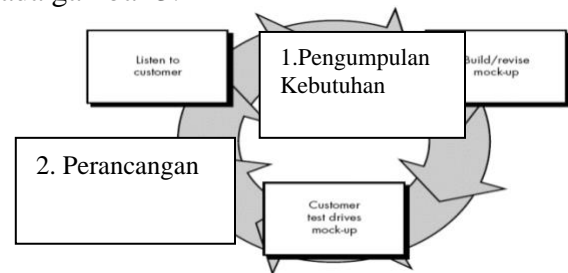 Listen to
customer
1.Pengumpulan
Kebutuhan
Build/revise
mock-up
2. Perancangan
Customer
test drives
mock-up